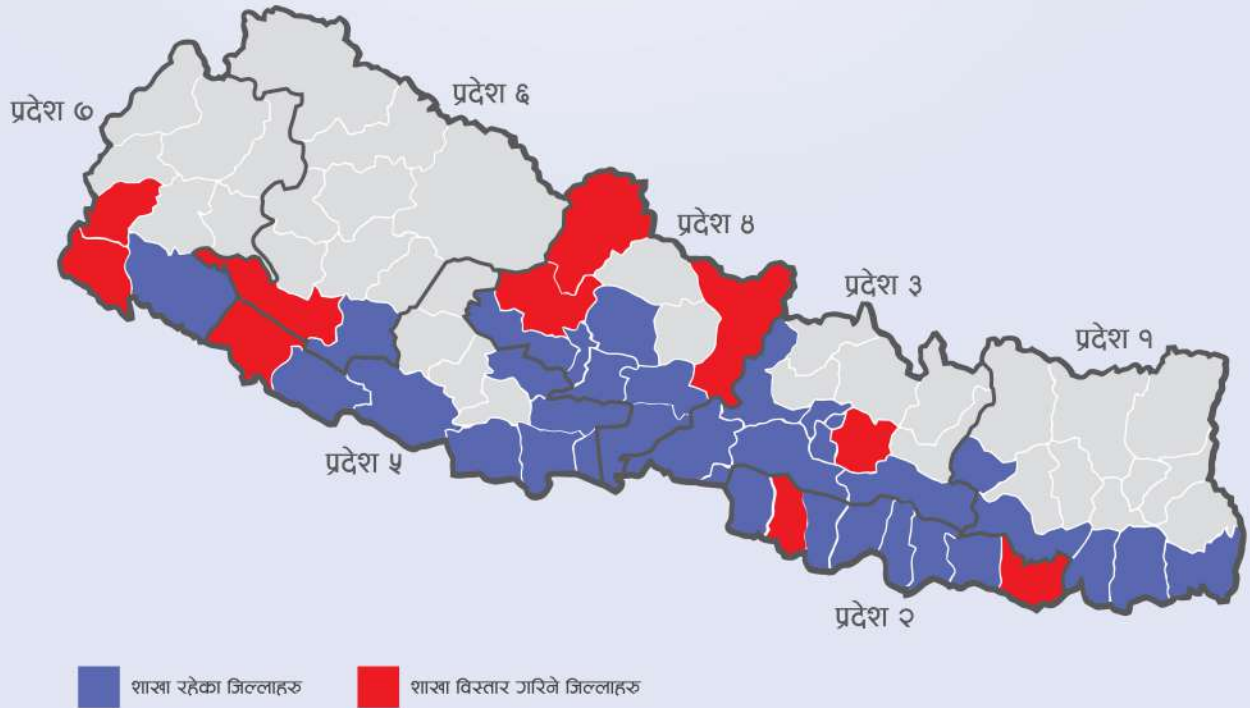 प्रदेश ७
प्रदेश ६
प्रदेश ४
प्रदेश ३
प्रदेश १
प्रदेश ५
प्रदेश २
शाखा रहेका जिल्लाहरु
शाखा विस्तार गरिने जिल्लाहरु